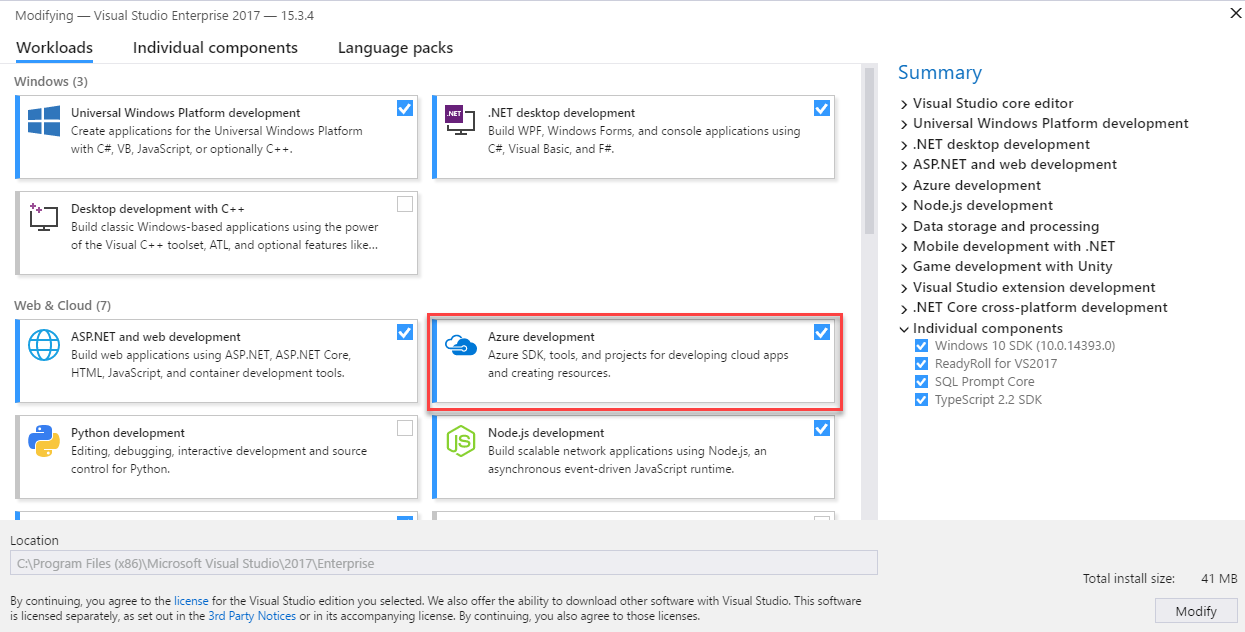 Modifying — Visual Studio Enterprise 2017 — 15.3.4
Workloads Individual components Language packs
Windows (3)
Universal Windows Platform development
Create applications for the Universal Windows Platform
with C#, VB, JavaScript, or optionally C++.
.NET
.NET desktop development
Build WPF, Windows Forms, and console applications using
C#, Visual Basic, and F#.
Desktop development with C++
Build classic Windows-based applications using the power
of the Visual C++ toolset, ATL, and optional features like...
Web & Cloud (7)
ASP.NET and web development
Build web applications using ASP.NET, ASP.NET Core,
HTML, JavaScript, and container development tools.
Azure development
Azure SDK, tools, and projects for developing cloud apps
and creating resources.
Python development
Editing, debugging, interactive development and source
control for Python.
JS
Node.js development
Build scalable network applications using Node.js, an
asynchronous event-driven JavaScript runtime.
Summary
Visual Studio core editor
Universal Windows Platform development
.NET desktop development
ASP.NET and web development
Azure development
Node.js development
Data storage and processing
Mobile development with .NET
Game development with Unity
Visual Studio extension development
.NET Core cross-platform development
Individual components
Windows 10 SDK (10.0.14393.0)
ReadyRoll for VS2017
SQL Prompt Core
TypeScript 2.2 SDK
Location
C:\Program Files (x86)\Microsoft Visual Studio\2017\Enterprise
By continuing, you agree to the license for the Visual Studio edition you selected. We also offer the ability to download other software with Visual Studio. This software
is licensed separately, as set out in the 3rd Party Notices or in its accompanying license. By continuing, you also agree to those licenses.
Total install size: 41 MB
Modify